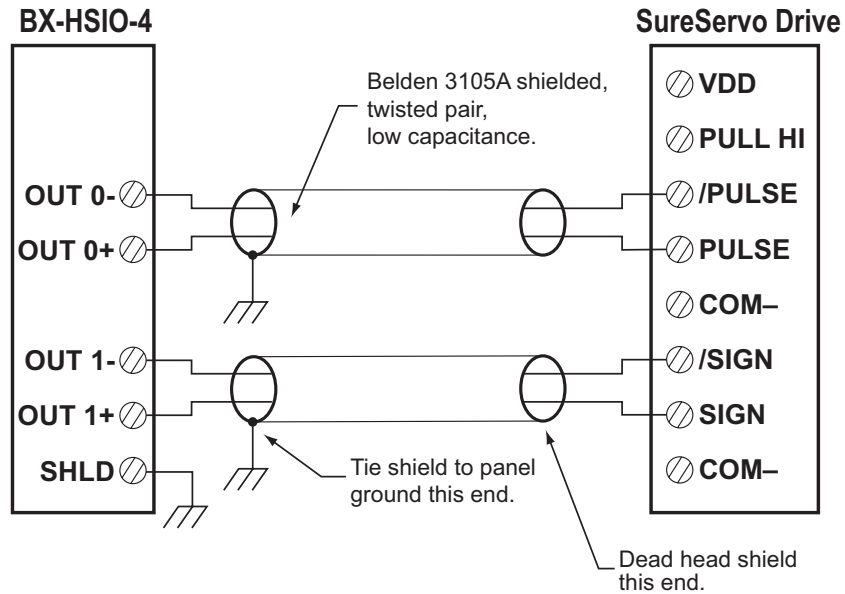 BX-HSIO-4
SureServo Drive
Belden 3105A shielded,
twisted pair,
low capacitance.
OUT 0-
OUT 0+
OUT 1-
OUT 1+
SHLD
VDD
PULL HI
/PULSE
PULSE
COM–
/SIGN
SIGN
COM–
Tie shield to panel
ground this end.
Dead head shield
this end.